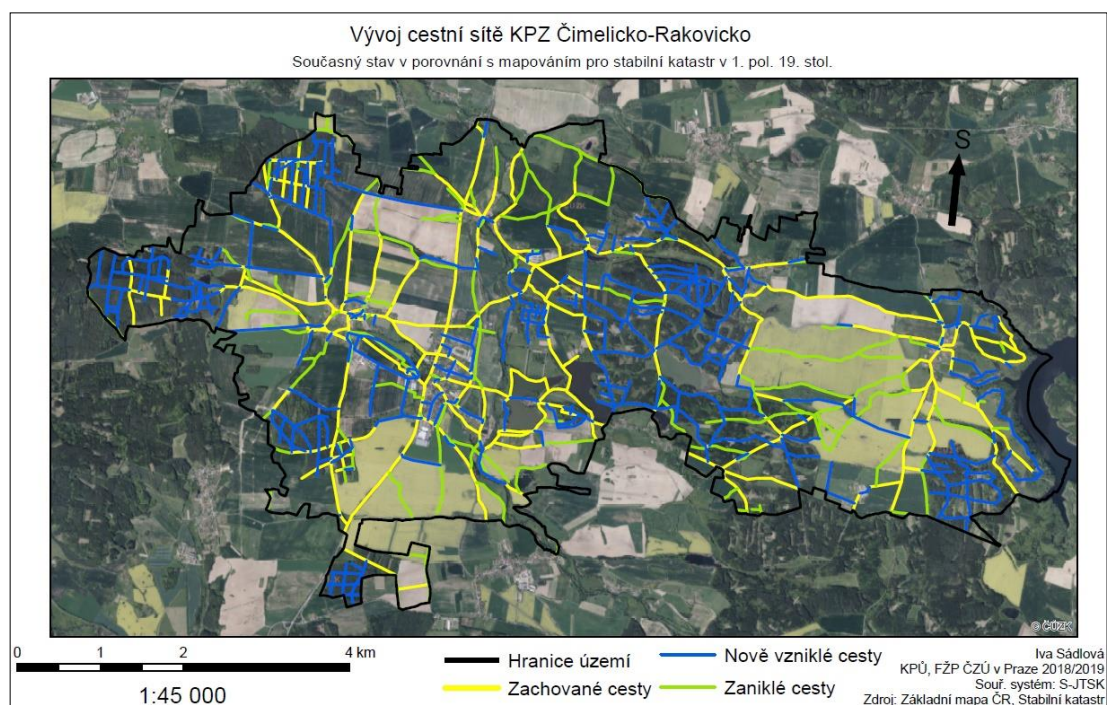 Vývoj cestní sítě KPZ Čimelicko-Rakovicko
Současný stav v porovnání s mapováním pro stabilní katastr v 1. pol. 19. stol.
S
© ČÚZK
0 1 2 4 km
1:45 000
Hranice území
Nově vzniklé cesty
Zachované cesty
Zaniklé cesty
Iva Sádlová
KPÚ, FŽP ČZÚ v Praze 2018/2019
Souř. systém: S-JTSK
Zdroj: Základní mapa ČR, Stabilní katastr